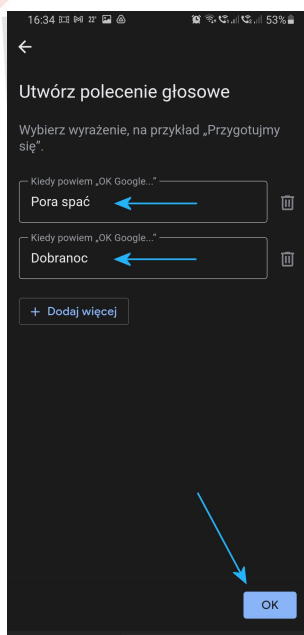 16:34 22° 53%
Utwórz polecenie głosowe
Wybierz wyrażenie, na przykład „Przygotujmy
się”.
Kiedy powiem „OK Google...”
Pora spać
Kiedy powiem „OK Google...”
Dobranoc
+ Dodaj więcej
OK